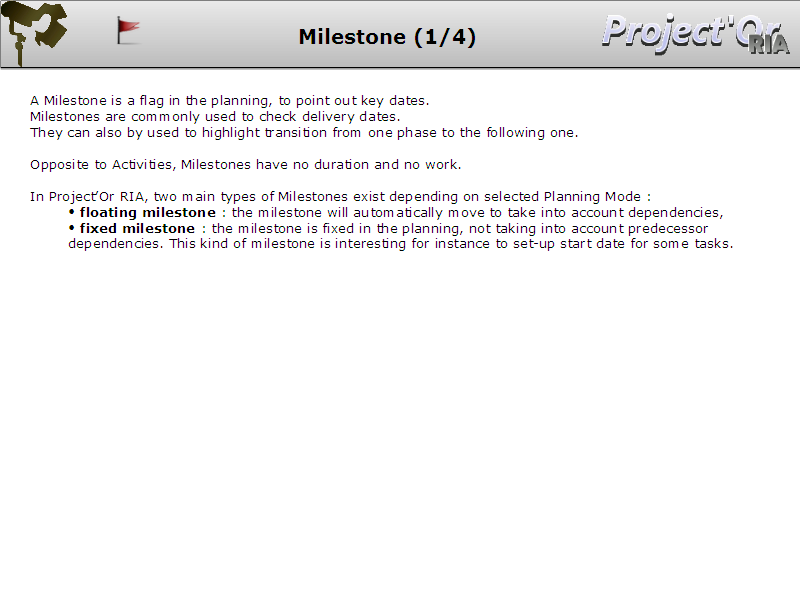 Milestone (1/4)
Project'Or
RIA
A Milestone is a flag in the planning, to point out key dates.
Milestones are commonly used to check delivery dates.
They can also by used to highlight transition from one phase to the following one.
Opposite to Activities, Milestones have no duration and no work.
In Project'Or RIA, two main types of Milestones exist depending on selected Planning Mode :
• floating milestone : the milestone will automatically move to take into account dependencies,
• fixed milestone : the milestone is fixed in the planning, not taking into account predecessor
dependencies. This kind of milestone is interesting for instance to set-up start date for some tasks.